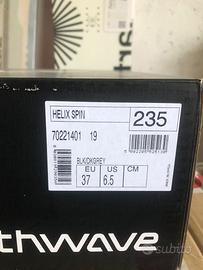 HELIX SPIN
235
70221401 19
BLK/DKGREY
EU
US
CM
37
6.5
thwave
subito